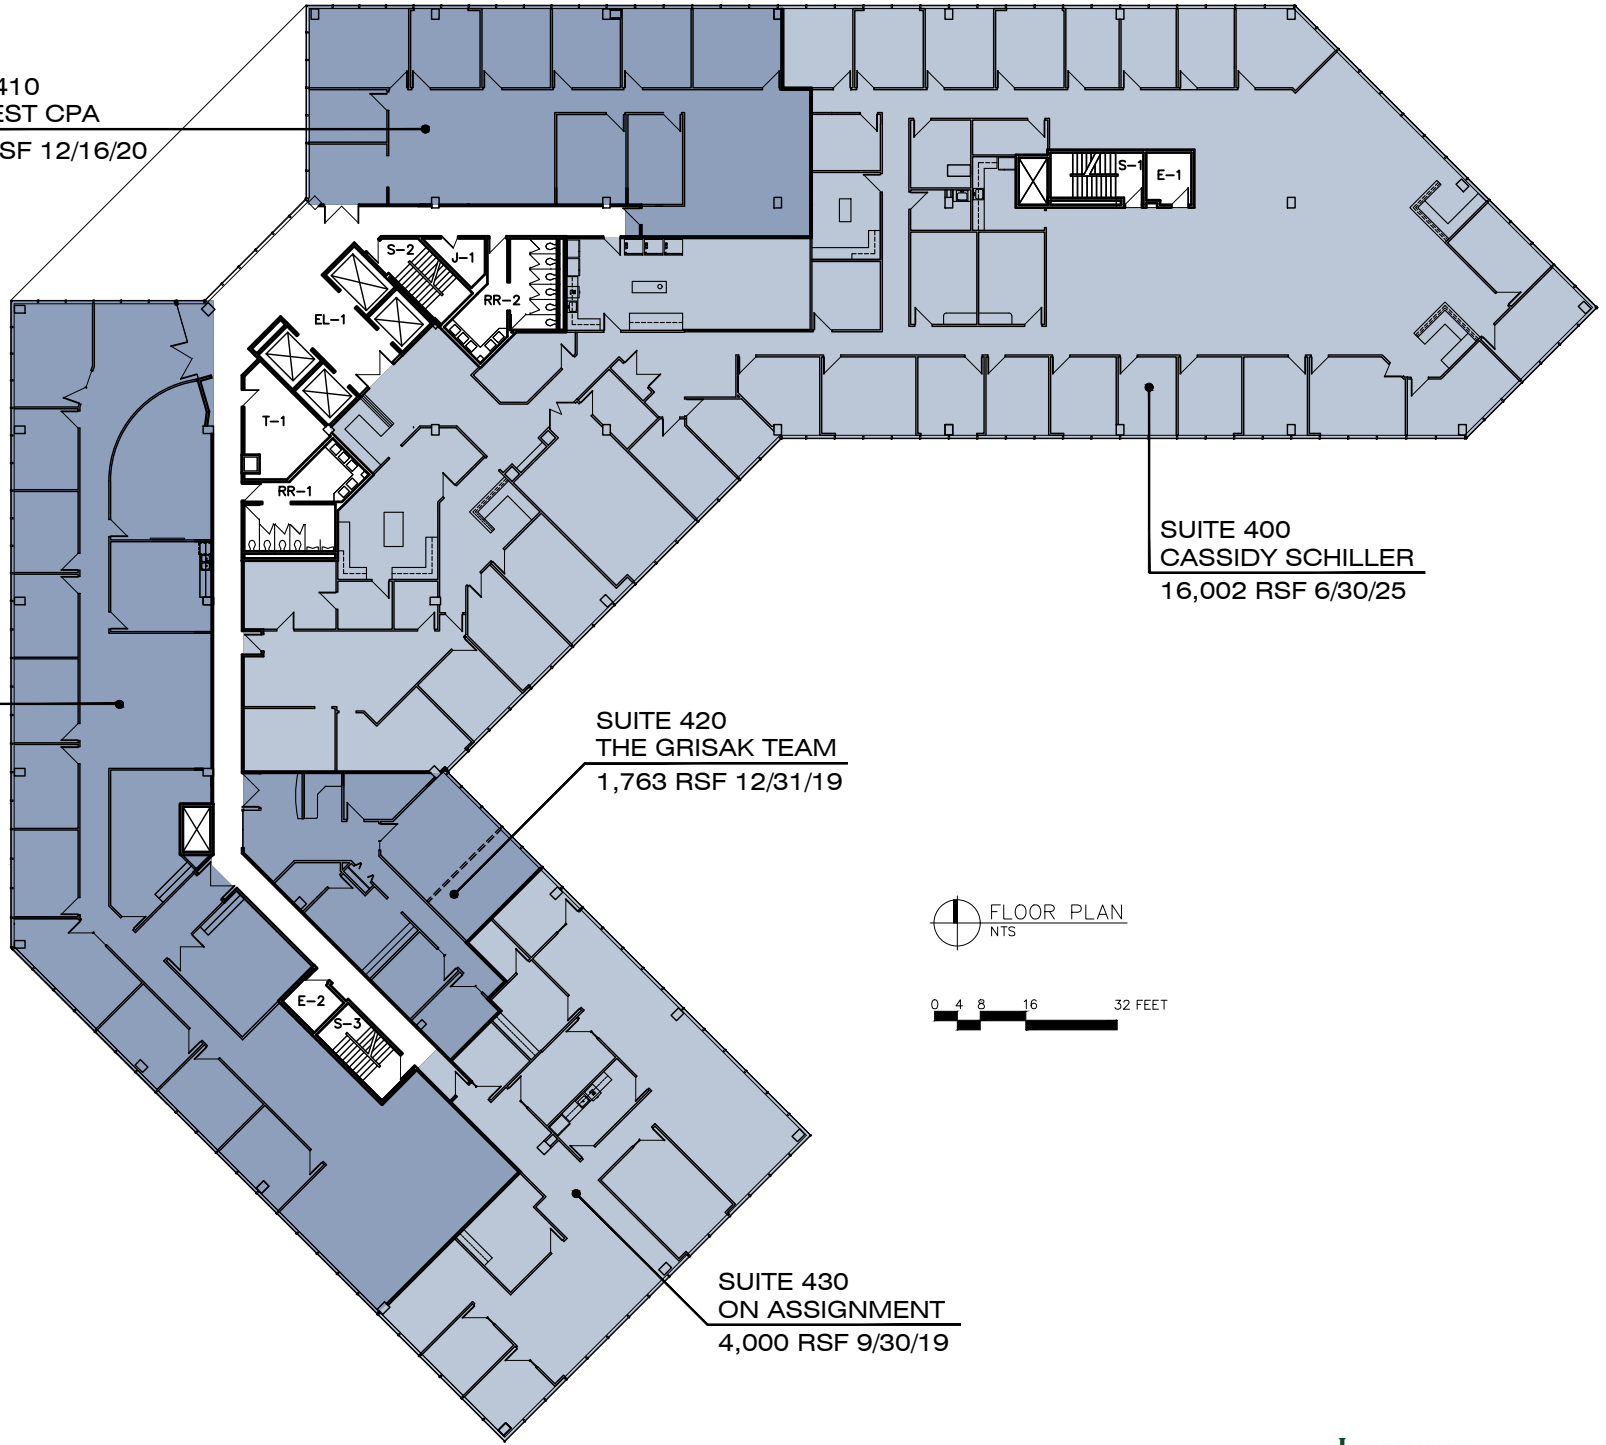 410
EST CPA
SF 12/16/20
S-1
E-1
S-2
J-1
RR-2
EL-1
T-1
RR-1
SUITE 400
CASSIDY SCHILLER
16,002 RSF 6/30/25
SUITE 420
THE GRISAK TEAM
1,763 RSF 12/31/19
FLOOR PLAN
NTS
0 4 8 16 32 FEET
E-2
S-3
SUITE 430
ON ASSIGNMENT
4,000 RSF 9/30/19